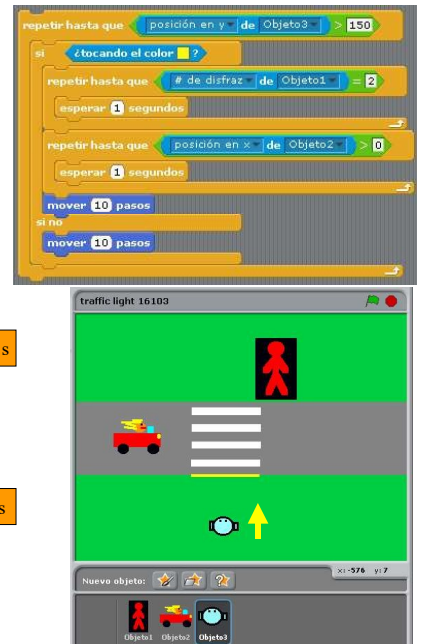 repetir hasta que posición en y de Objeto3 > 150
si ¿tocando el color ?
repetir hasta que # de disfraz de Objeto1 = 2
esperar 1 segundos
repetir hasta que posición en x de Objeto2 > 0
esperar 1 segundos
mover 10 pasos
si no
mover 10 pasos
traffic light 16103
s
s
x: -576 y: 7
Nuevo objeto:
Objeto1 Objeto2 Objeto3